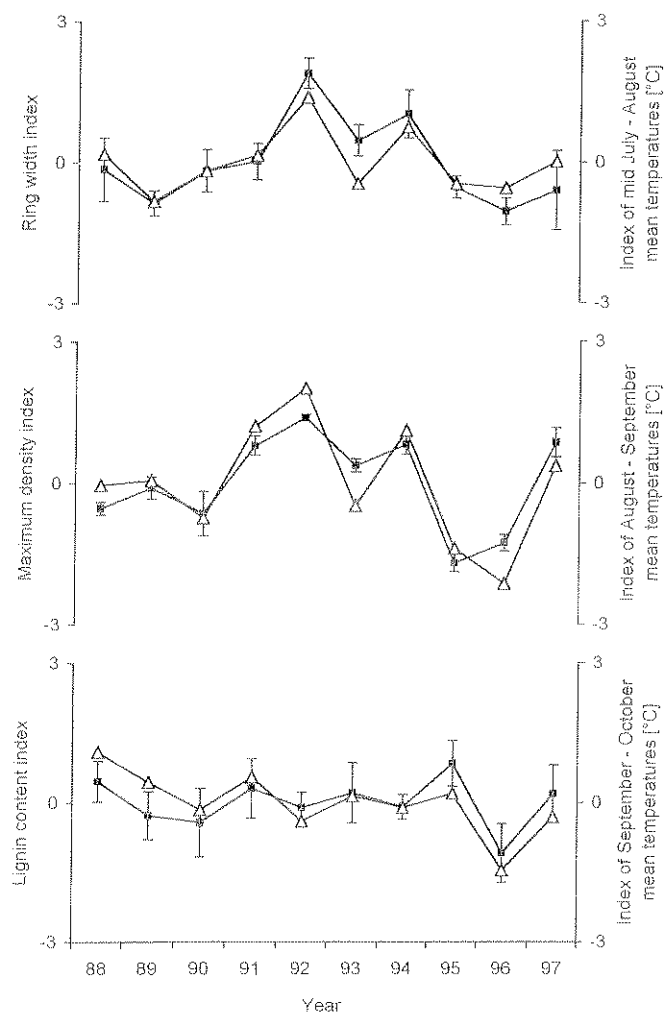 3
0
-3
Ring width index
3
0
-3
Index of mid July - August
mean temperatures [°C]
3
0
-3
Maximum density index
3
0
-3
Index of August - September
mean temperatures [°C]
3
0
-3
Lignin content index
3
0
-3
Index of September - October
mean temperatures [°C]
88 89 90 91 92 93 94 95 96 97
Year